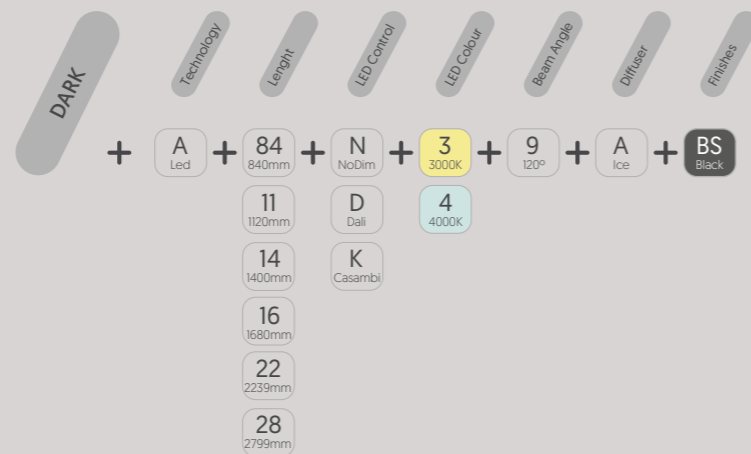 DARK
Technology
Lenght
LED Control
LED Colour
Beam Angle
Diffuser
Finishes
+ A + 84 + N + 3 + 9 + A + BS
Led 840mm NoDim 3000K 120º Ice Black
11 D 4
1120mm Dali 4000K
14 K
1400mm Casambi
16
1680mm
22
2239mm
28
2799mm